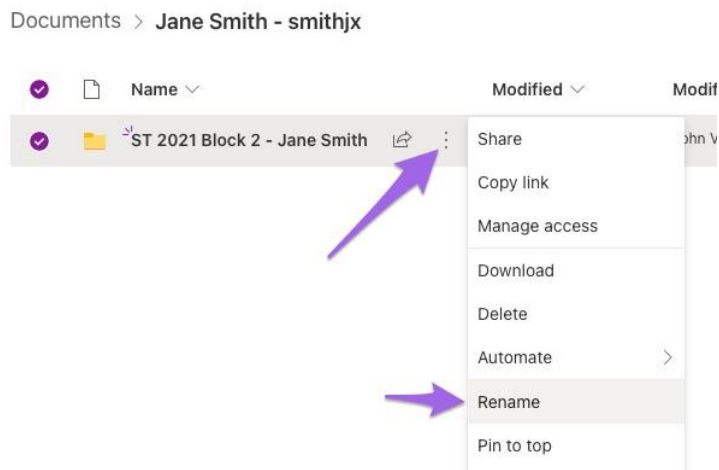 Documents > Jane Smith - smithjx
Name Modified Modif
ST 2021 Block 2 - Jane Smith
Share
Copy link
Manage access
Download
Delete
Automate
Rename
Pin to top